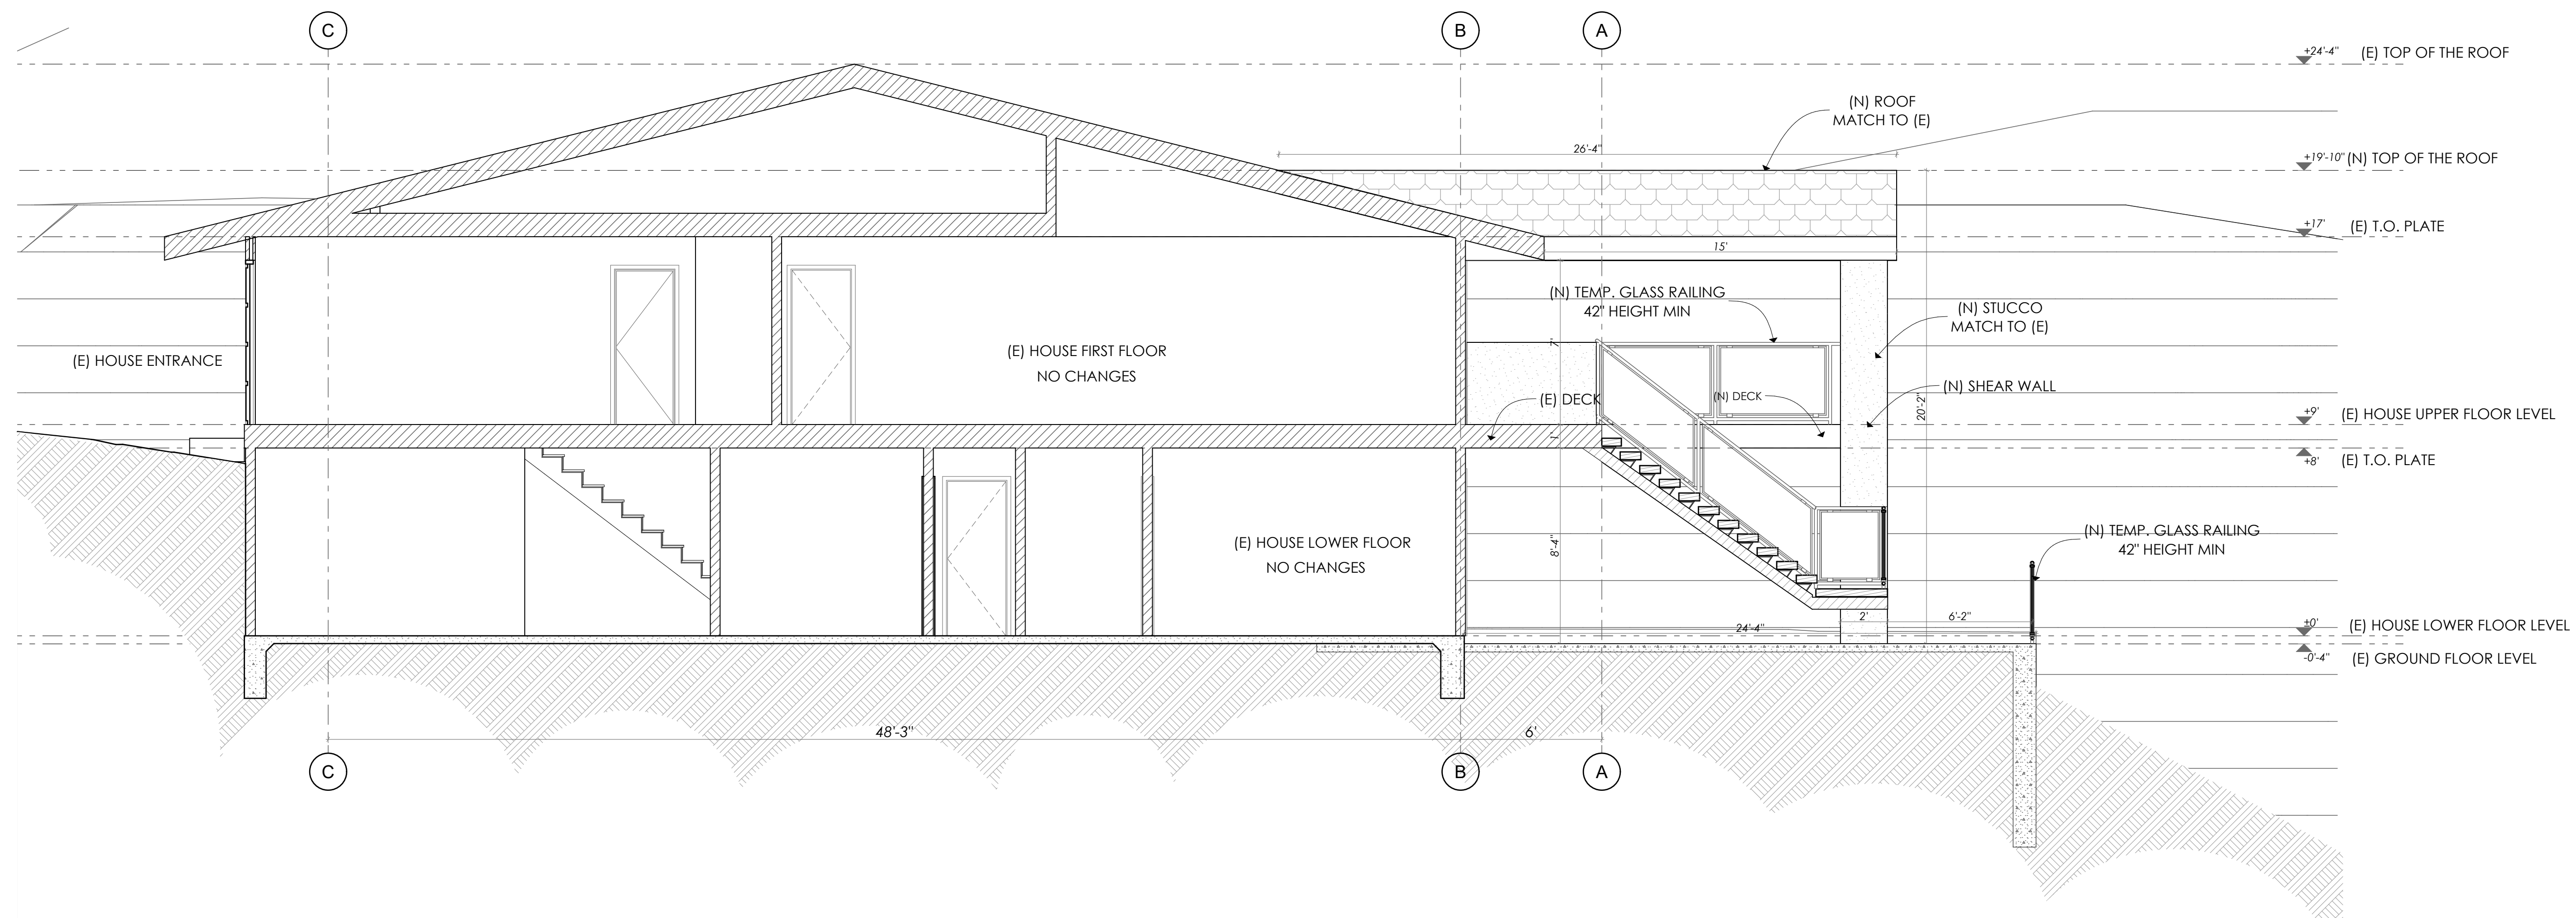 C
B
A
+24'-4"
(E) TOP OF THE ROOF
(N) ROOF
MATCH TO (E)
26'-4"
+19'-10"
(N) TOP OF THE ROOF
+17'
(E) T.O. PLATE
15'
(N) TEMP. GLASS RAILING
42" HEIGHT MIN
(N) STUCCO
MATCH TO (E)
7'
(E) HOUSE ENTRANCE
(E) HOUSE FIRST FLOOR
NO CHANGES
(N) SHEAR WALL
(E) DECK
(N) DECK
20'-2"
+9'
(E) HOUSE UPPER FLOOR LEVEL
1'
+8'
(E) T.O. PLATE
(E) HOUSE LOWER FLOOR
NO CHANGES
8'-4"
(N) TEMP. GLASS RAILING
42" HEIGHT MIN
2'
6'-2"
24'-4"
+0'
(E) HOUSE LOWER FLOOR LEVEL
-0'-4"
(E) GROUND FLOOR LEVEL
48'-3"
6'
C
B
A